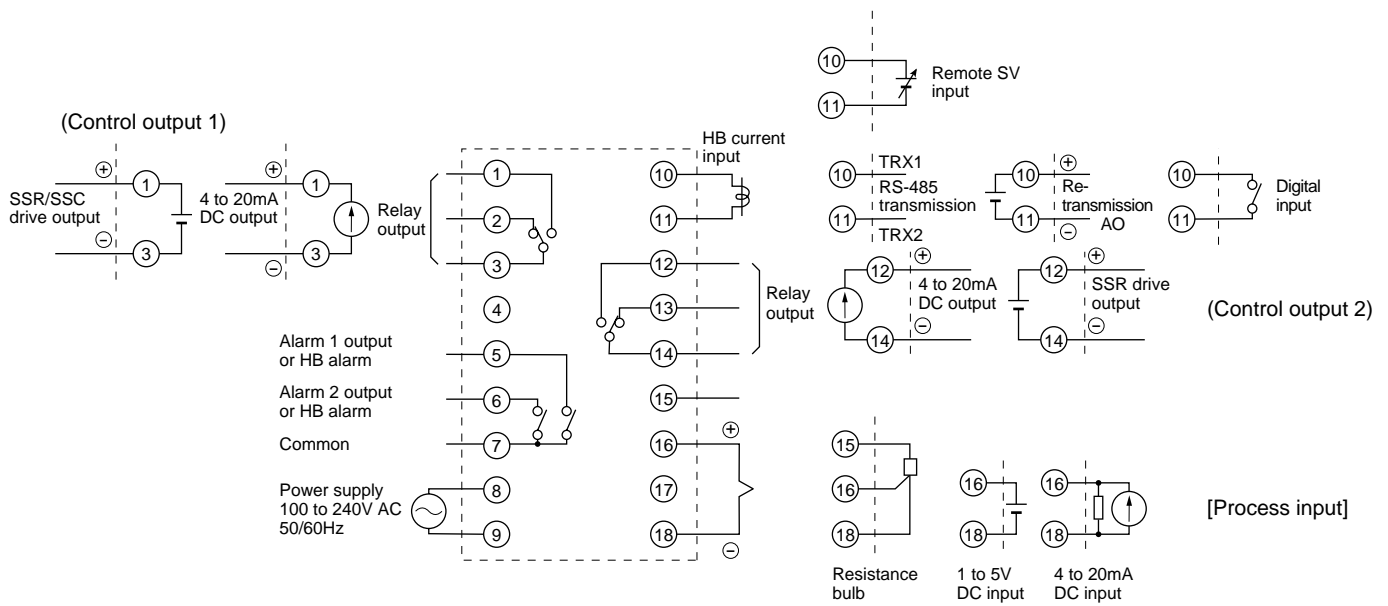 (Control output 1)
SSR/SSC
drive output
+
1
−
3
4 to 20mA
DC output
+
1
−
3
Relay
output
1
2
3
4
Alarm 1 output
or HB alarm
5
Alarm 2 output
or HB alarm
6
Common
7
Power supply
100 to 240V AC
50/60Hz
8
9
HB current
input
10
11
12
13
14
Relay
output
15
16
+
17
18
−
10
11
Remote SV
input
10
TRX1
RS-485
transmission
11
TRX2
10
+
Re-
transmission
AO
11
−
10
11
Digital
input
12
+
4 to 20mA
DC output
14
−
12
+
SSR drive
output
14
−
(Control output 2)
15
16
18
Resistance
bulb
16
18
1 to 5V
DC input
16
18
4 to 20mA
DC input
[Process input]